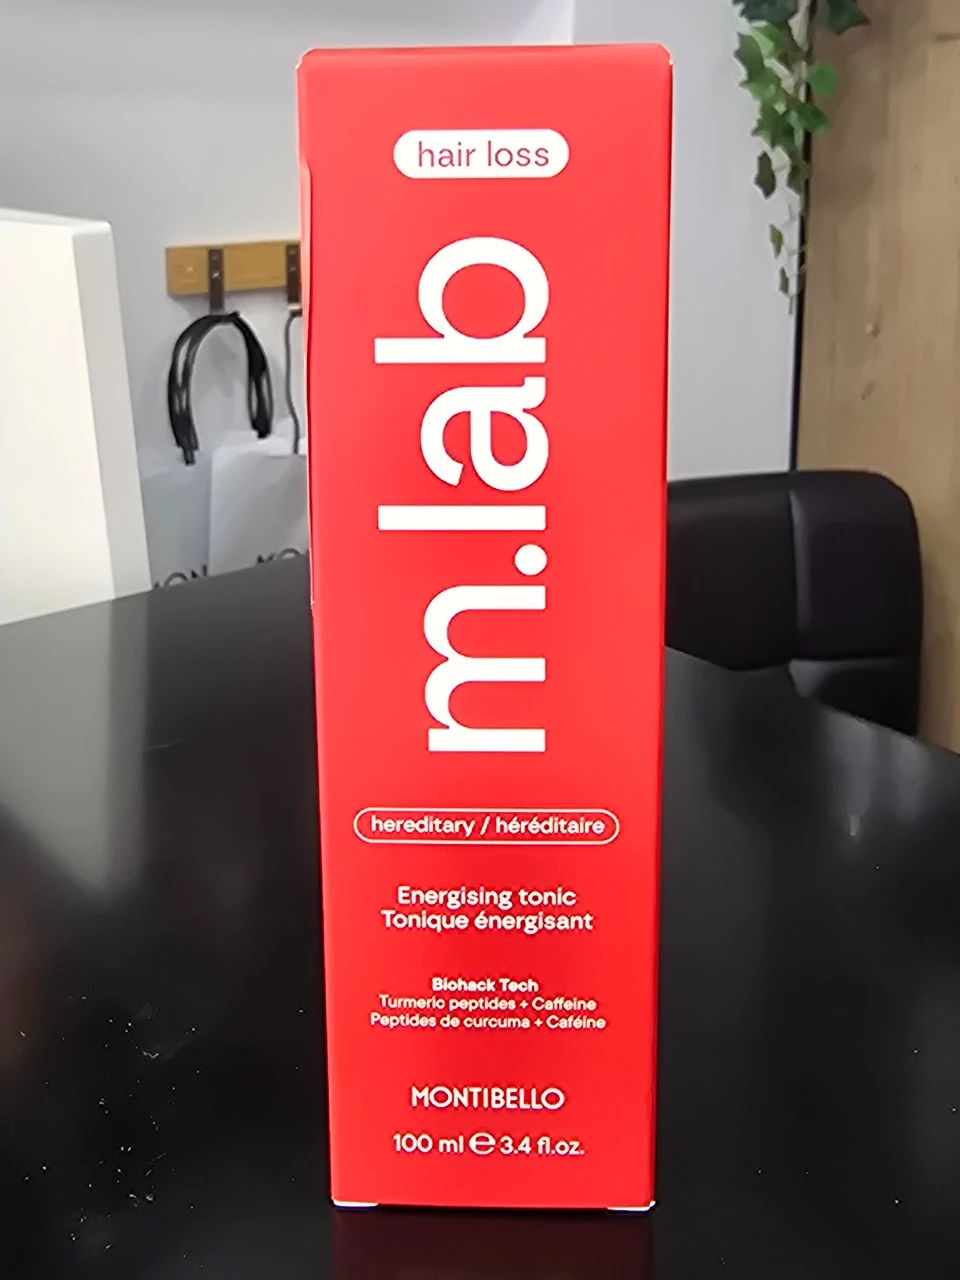 hair loss
m.lab
hereditary / héréditaire
Energising tonic
Tonique énergisant
Biohack Tech
Turmeric peptides + Caffeine
Peptides de curcuma + Caféine
MONTIBELLO
100 ml ℮ 3.4 fl.oz.